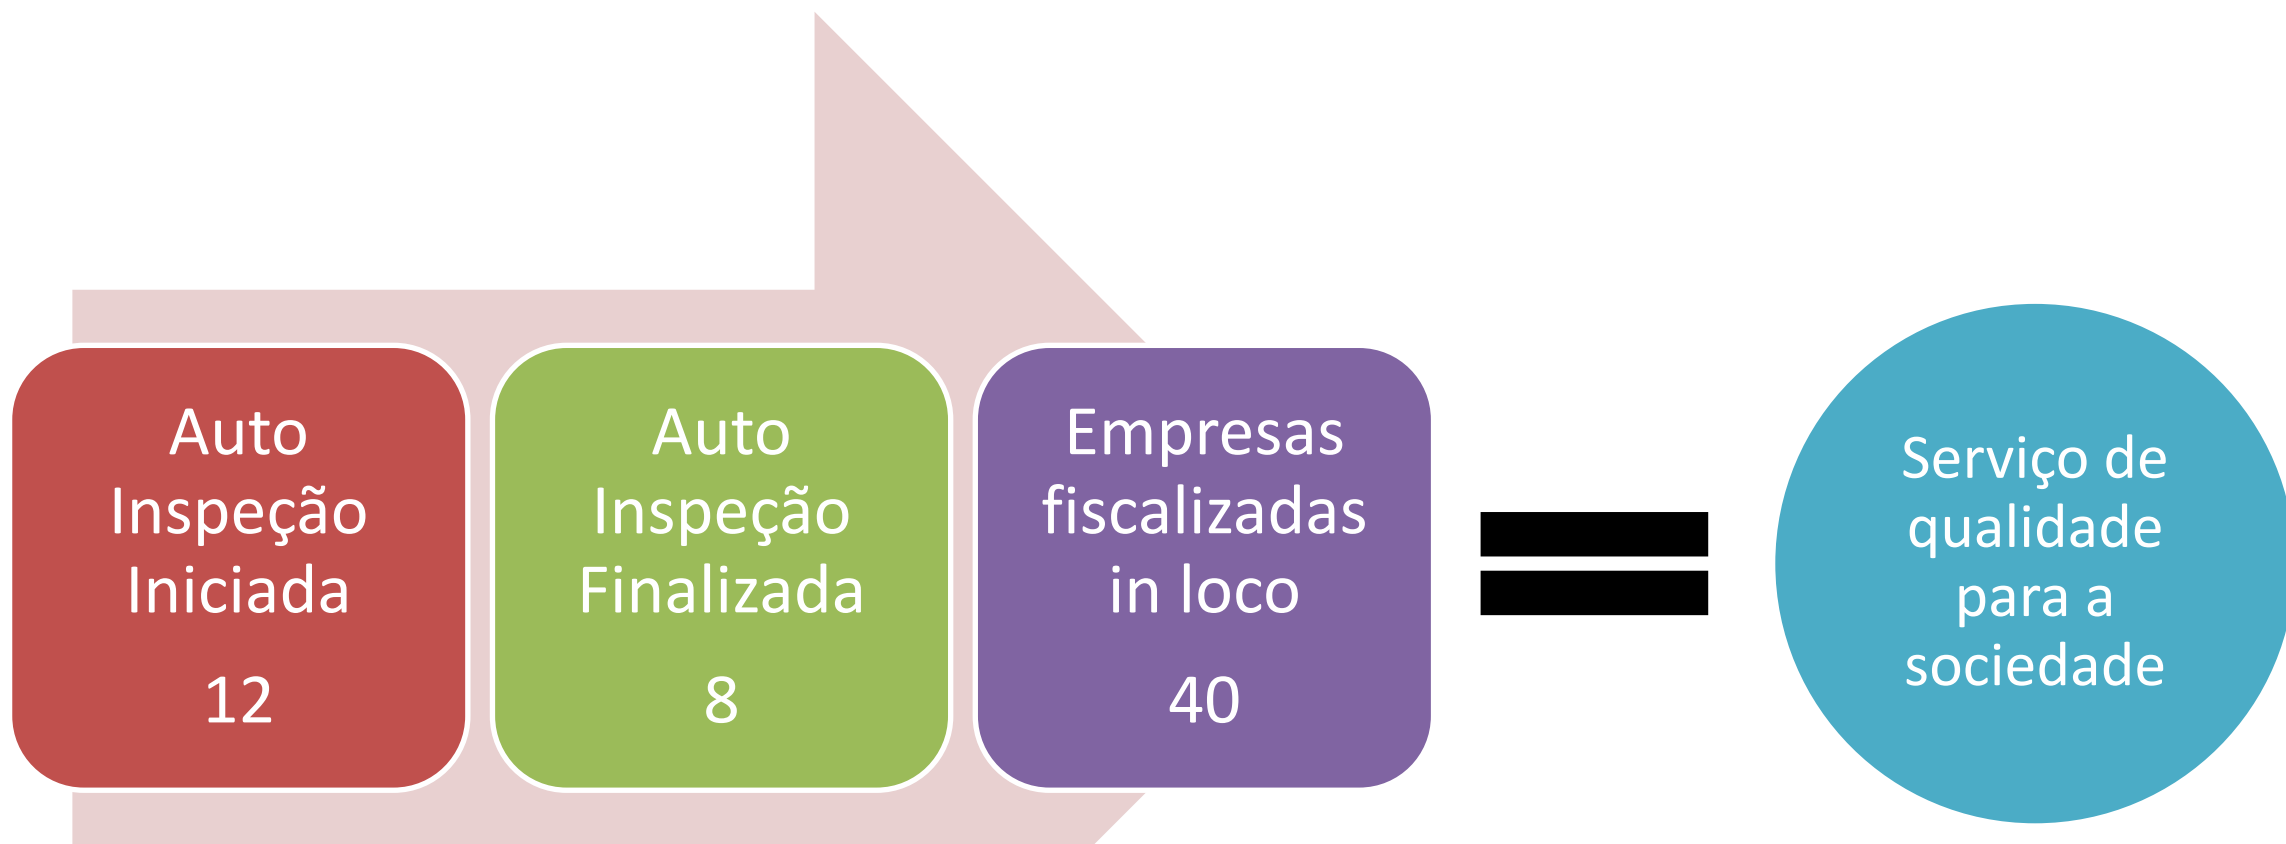 Auto
Inspeção
Iniciada
12
Auto
Inspeção
Finalizada
8
Empresas
fiscalizadas
in loco
40
Serviço de
qualidade
para a
sociedade